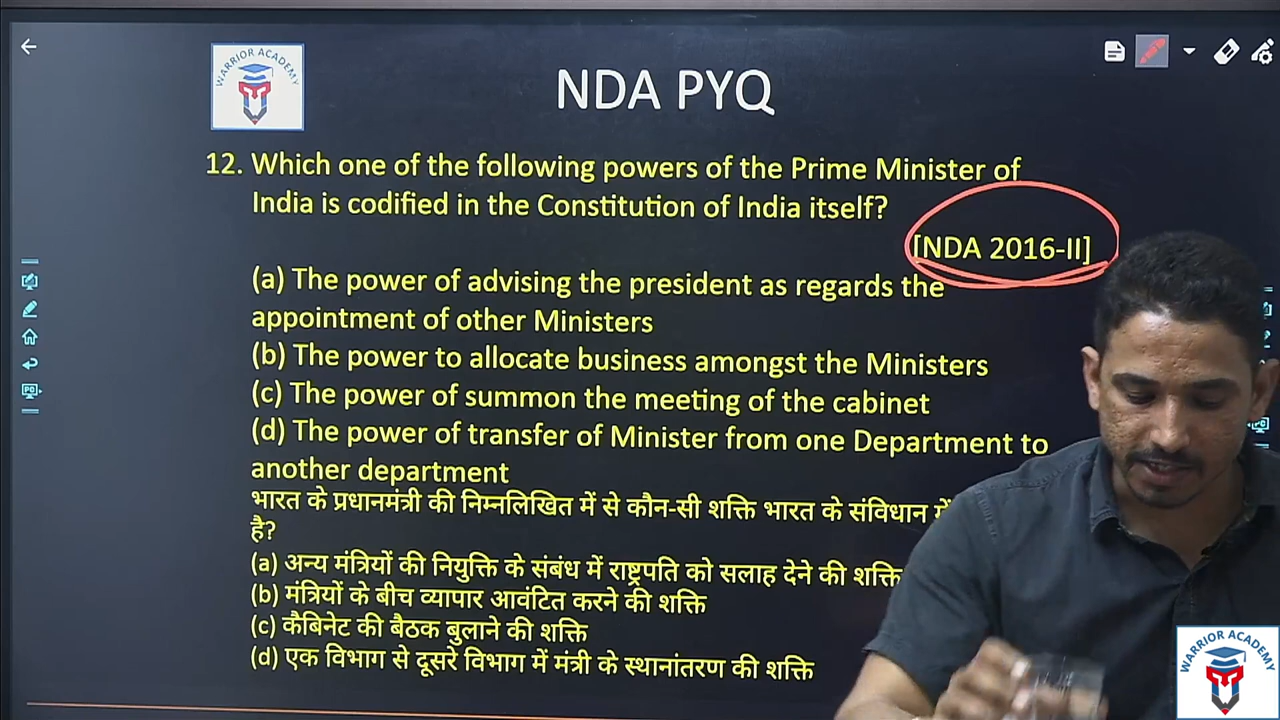 WARRIOR ACADEMY
NDA PYQ
12. Which one of the following powers of the Prime Minister of
India is codified in the Constitution of India itself?
[NDA 2016-II]
(a) The power of advising the president as regards the
appointment of other Ministers
(b) The power to allocate business amongst the Ministers
(c) The power of summon the meeting of the cabinet
(d) The power of transfer of Minister from one Department to
another department
भारत के प्रधानमंत्री की निम्नलिखित में से कौन-सी शक्ति भारत के संविधान में
है?
(a) अन्य मंत्रियों की नियुक्ति के संबंध में राष्ट्रपति को सलाह देने की शक्ति
(b) मंत्रियों के बीच व्यापार आवंटित करने की शक्ति
(c) कैबिनेट की बैठक बुलाने की शक्ति
(d) एक विभाग से दूसरे विभाग में मंत्री के स्थानांतरण की शक्ति
WARRIOR ACADEMY